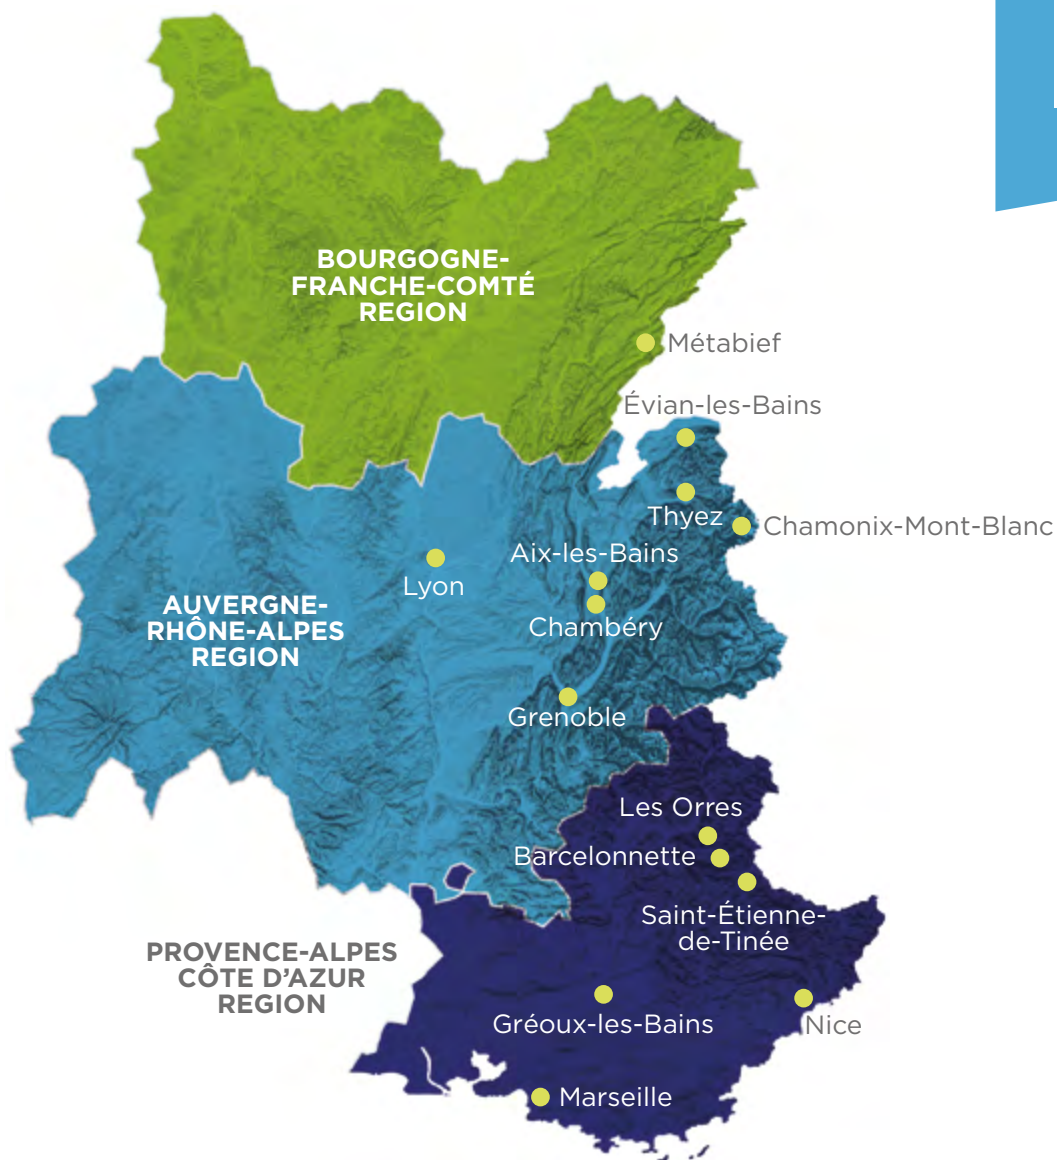 BOURGOGNE-
FRANCHE-COMTÉ
REGION
Métabief
Évian-les-Bains
Thyez
Chamonix-Mont-Blanc
Aix-les-Bains
Lyon
Chambéry
AUVERGNE-
RHÔNE-ALPES
REGION
Grenoble
Les Orres
Barcelonnette
Saint-Étienne-
de-Tinée
PROVENCE-ALPES
CÔTE D’AZUR
REGION
Gréoux-les-Bains
Nice
Marseille